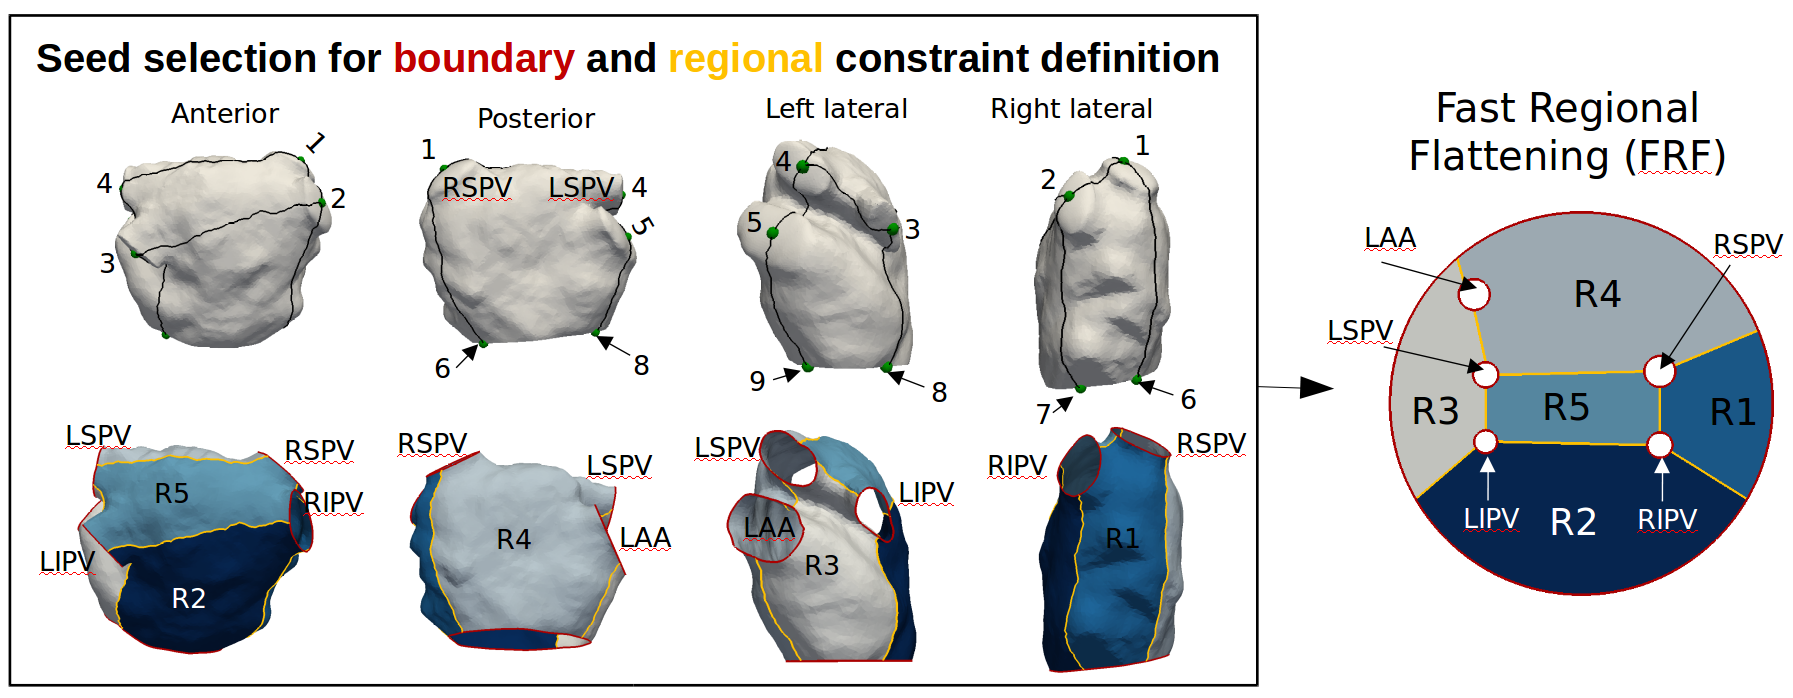 Seed selection for boundary and regional constraint definition
Anterior
Posterior
Left lateral
Right lateral
1
4
2
3
1
RSPV
LSPV
4
5
6
8
4
5
3
9
8
1
2
7
6
LSPV
RSPV
R5
RIPV
LIPV
R2
RSPV
LSPV
R4
LAA
LSPV
LIPV
LAA
R3
RIPV
RSPV
R1
Fast Regional
Flattening (FRF)
LAA
RSPV
R4
LSPV
R3
R5
R1
LIPV
R2
RIPV